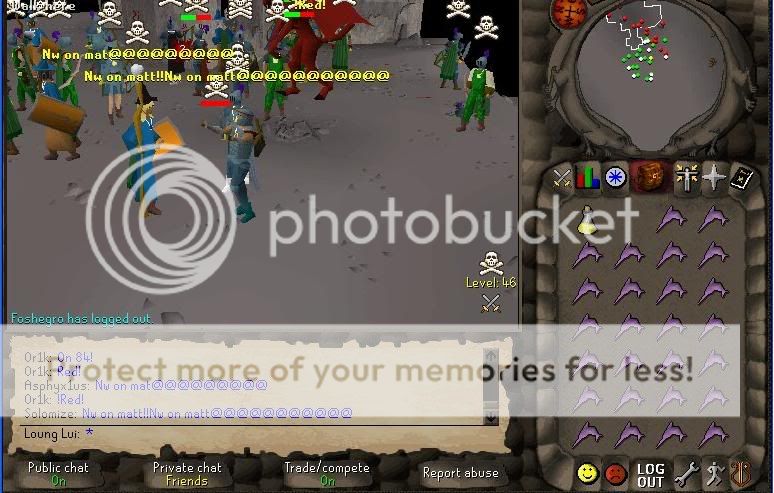 !Red!
Nw on mat@@@@@@@@@
Nw on matt!!Nw on matt@@@@@@@@@@@
photobucket
Level: 46
Foshegro has logged out.
Or1k: On 84!
Or1k: !Red!
Protect more of your memories for less!
Asphyx1us: Nw on mat@@@@@@@@@
Or1k: !Red!
Solomize: Nw on matt!!Nw on matt@@@@@@@@@@@
Loung Lui: *
Public chat
On
Private chat
Friends
Trade/compete
On
Report abuse
LOG
OUT